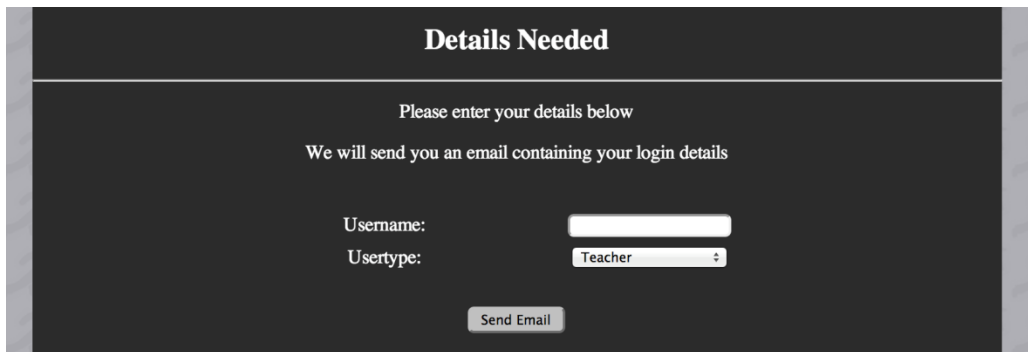 Details Needed
Please enter your details below
We will send you an email containing your login details
Username:
Usertype: Teacher
Send Email